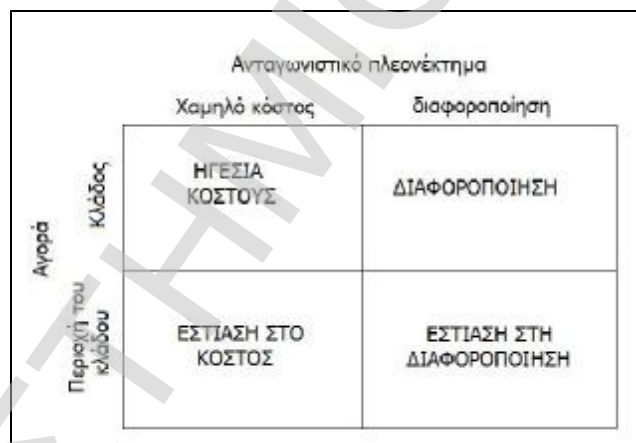 Ανταγωνιστικό πλεονέκτημα
Χαμηλό κόστος διαφοροποίηση
Αγορά
Κλάδος
ΗΓΕΣΙΑ
ΚΟΣΤΟΥΣ
ΔΙΑΦΟΡΟΠΟΙΗΣΗ
Περιοχή του
κλάδου
ΕΣΤΙΑΣΗ ΣΤΟ
ΚΟΣΤΟΣ
ΕΣΤΙΑΣΗ ΣΤΗ
ΔΙΑΦΟΡΟΠΟΙΗΣΗ